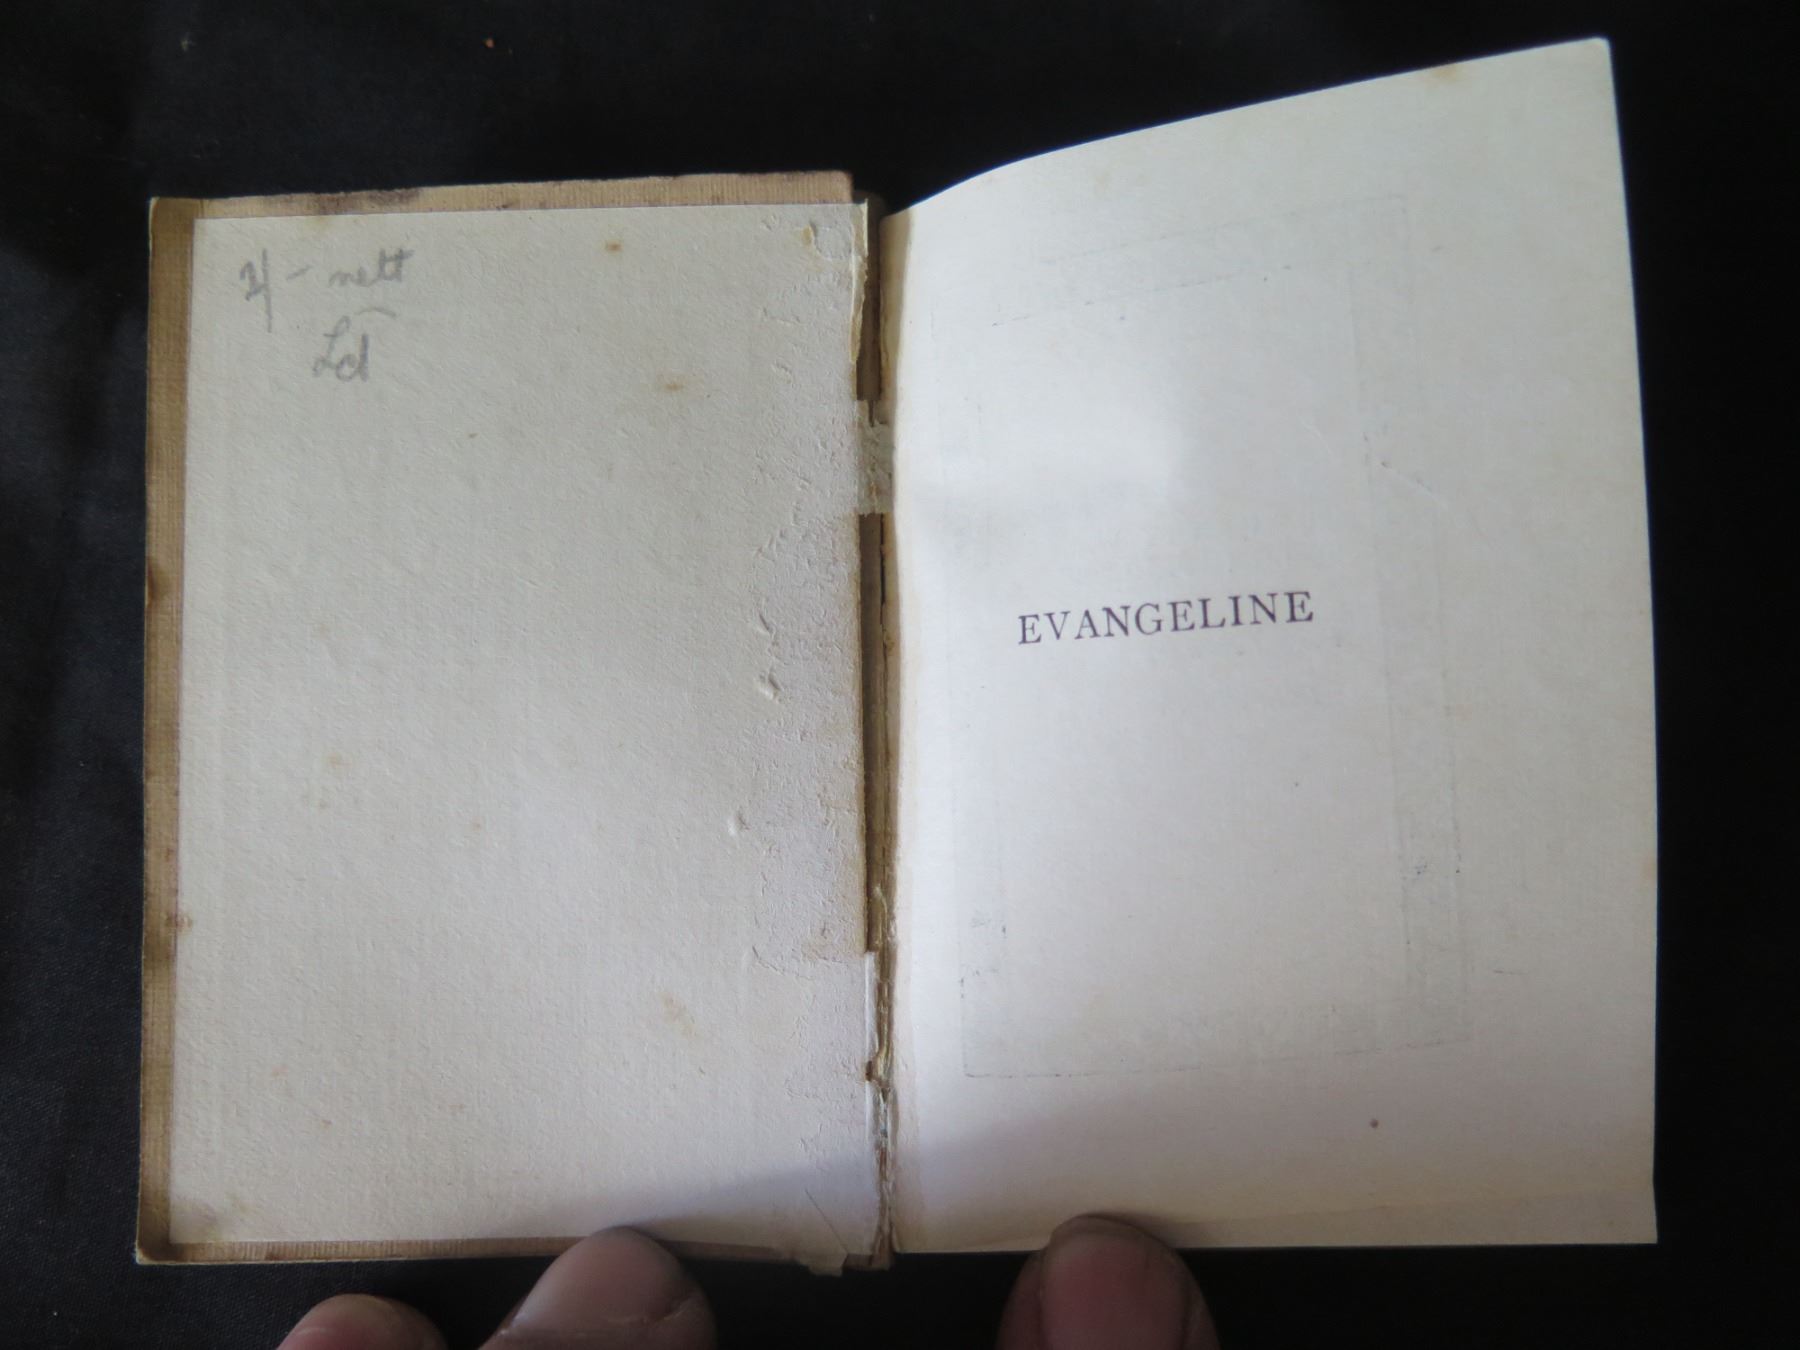 2/- nett
Ld
EVANGELINE